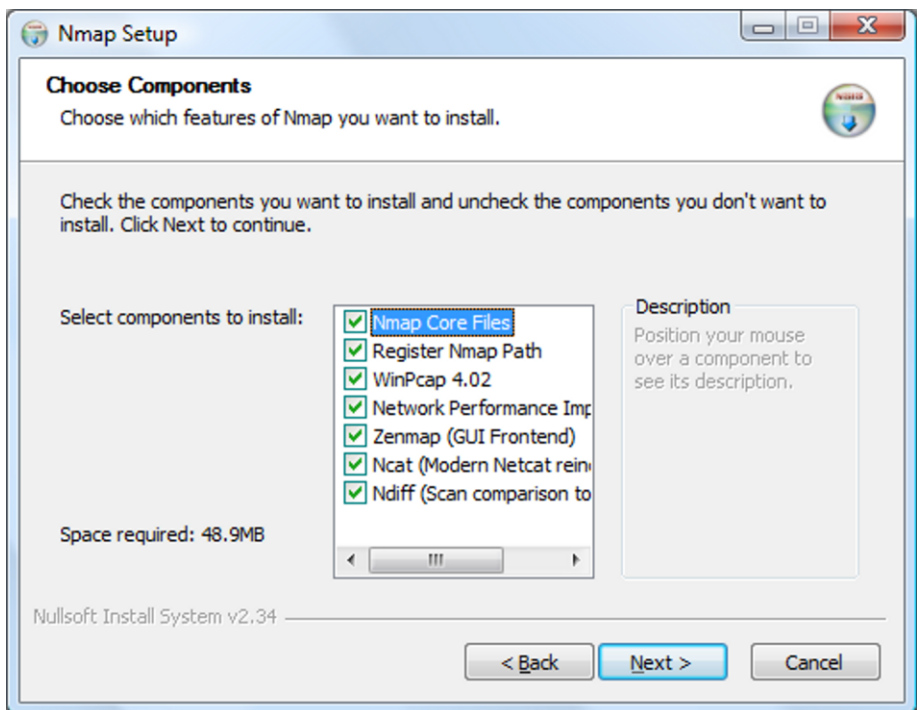 Nmap Setup
Choose Components
Choose which features of Nmap you want to install.
Check the components you want to install and uncheck the components you don't want to
install. Click Next to continue.
Select components to install:
Nmap Core Files
Register Nmap Path
WinPcap 4.02
Network Performance Imp
Zenmap (GUI Frontend)
Ncat (Modern Netcat rein
Ndiff (Scan comparison to
Description
Position your mouse
over a component to
see its description.
Space required: 48.9MB
Nullsoft Install System v2.34
< Back
Next >
Cancel